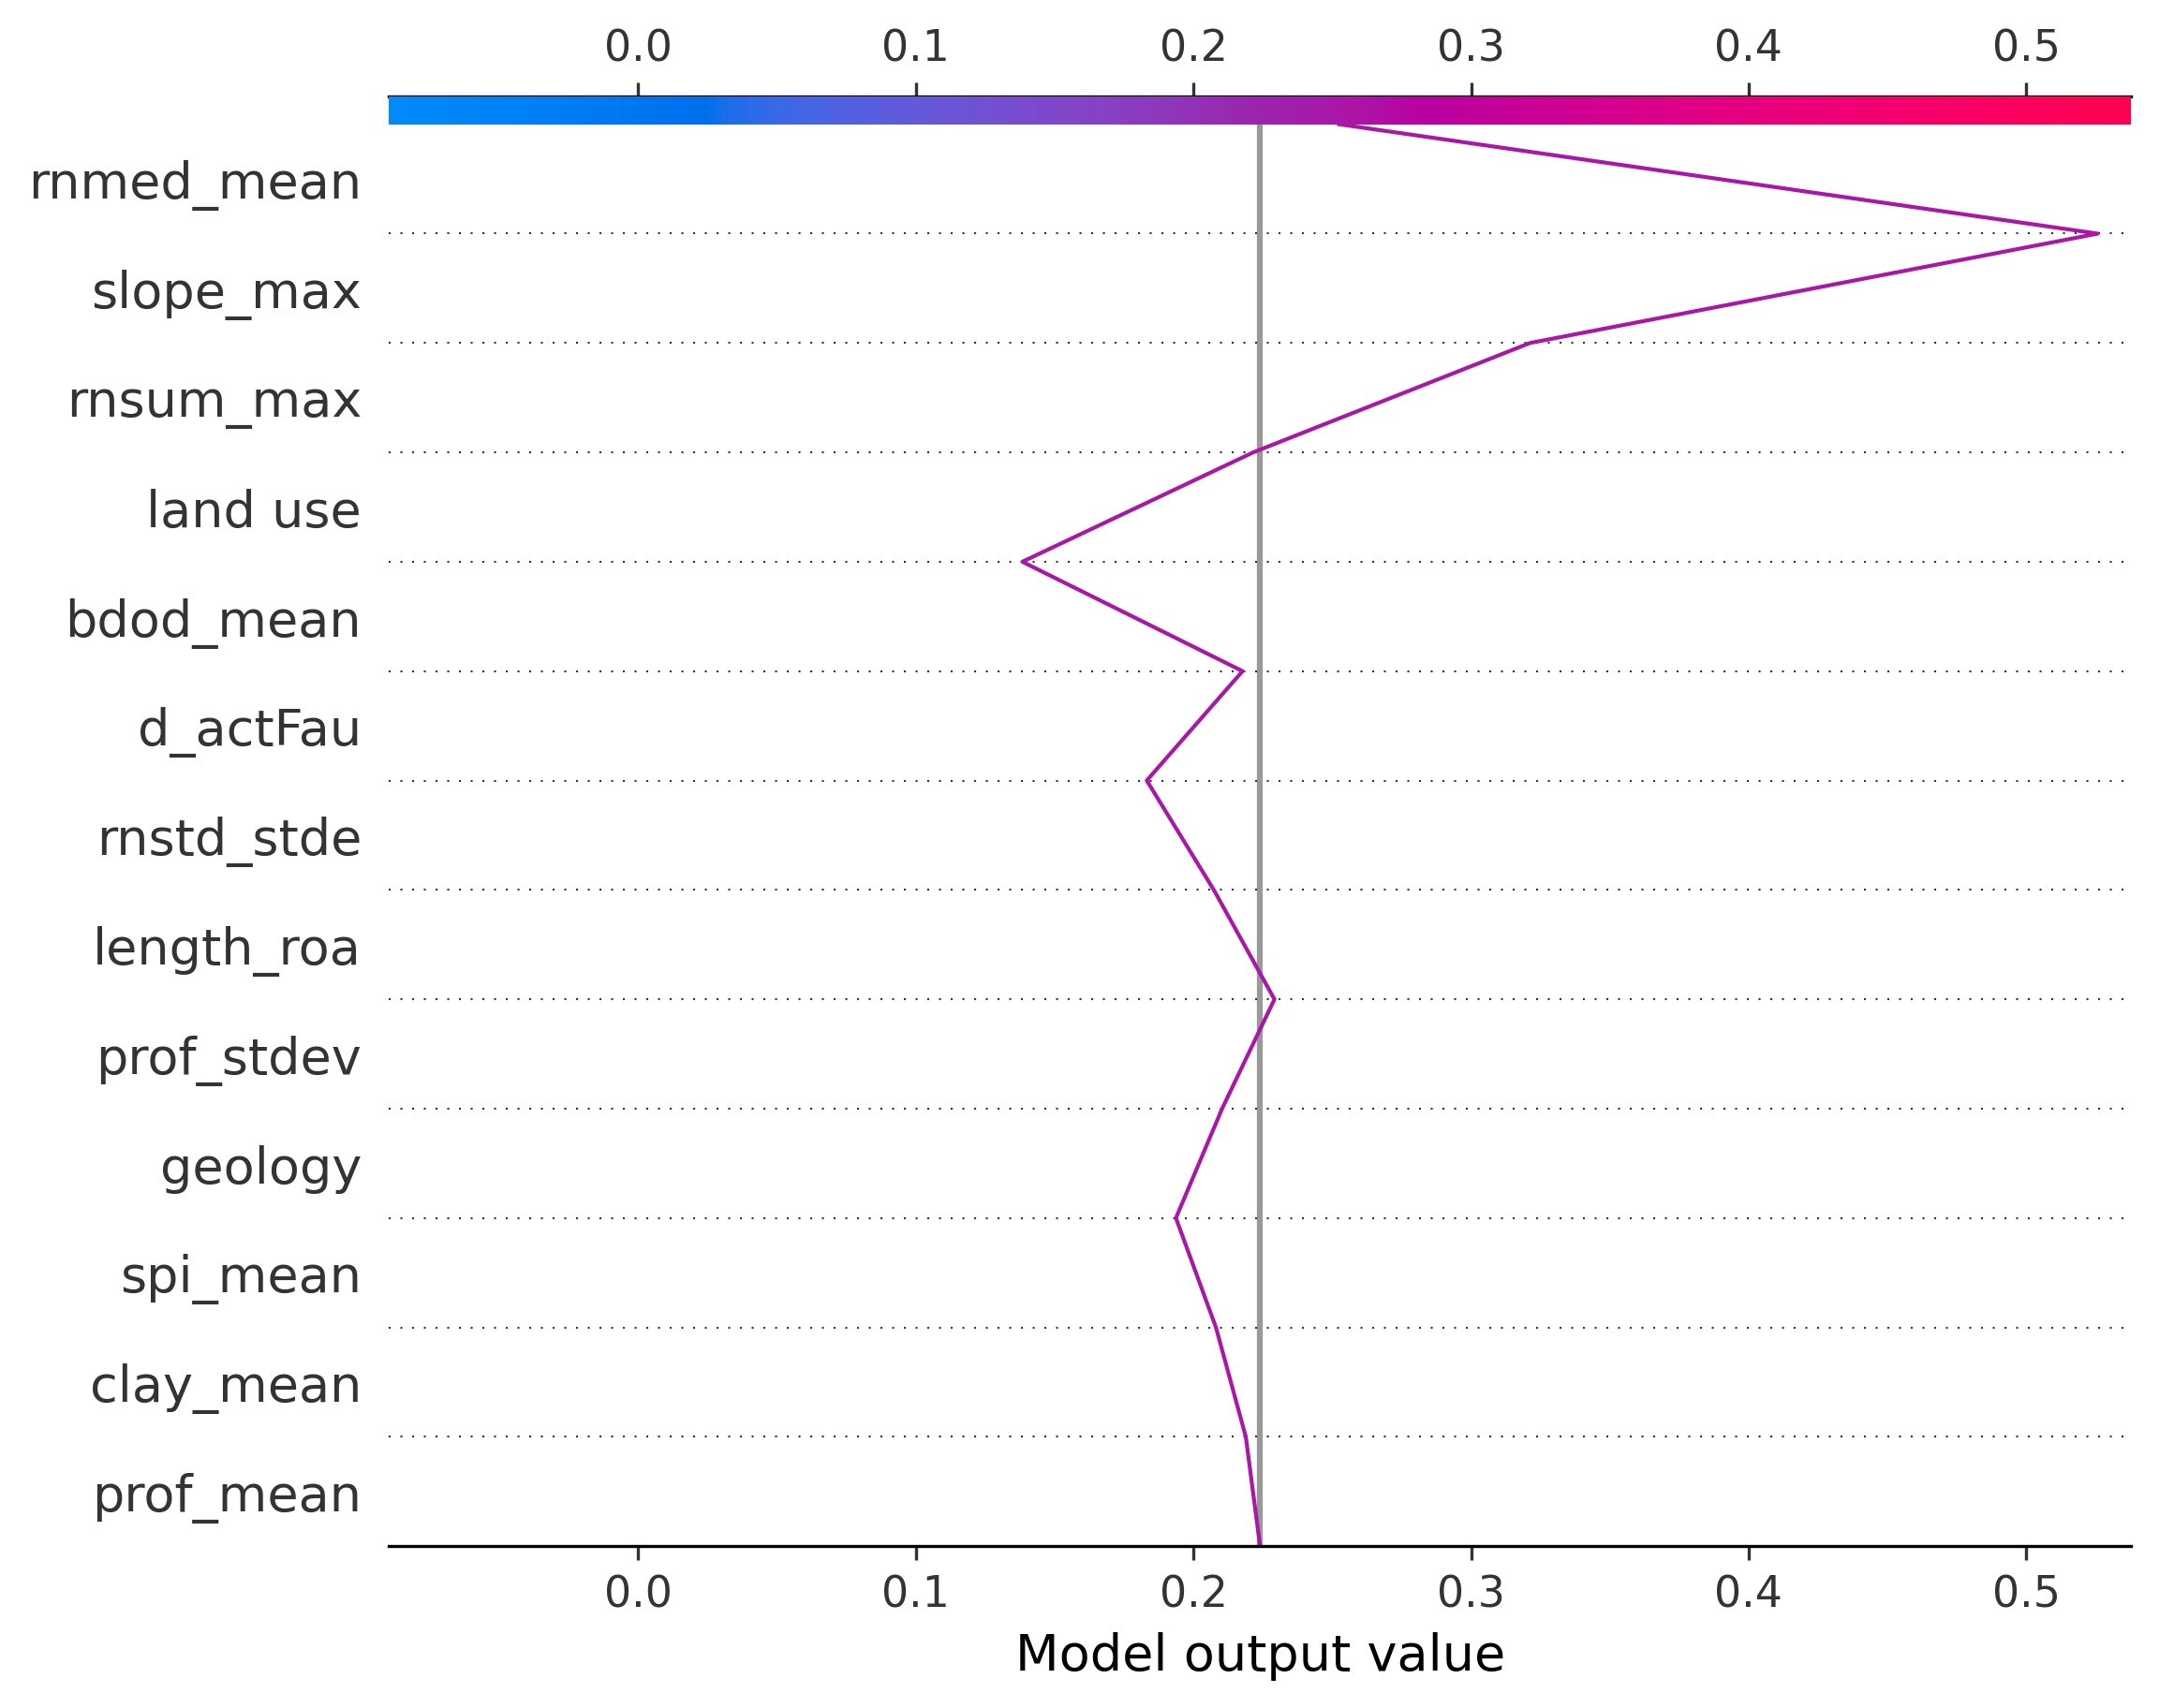 0.0 0.1 0.2 0.3 0.4 0.5
rnmed_mean
slope_max
rnsum_max
land use
bdod_mean
d_actFau
rnstd_stde
length_roa
prof_stdev
geology
spi_mean
clay_mean
prof_mean
0.0 0.1 0.2 0.3 0.4 0.5
Model output value